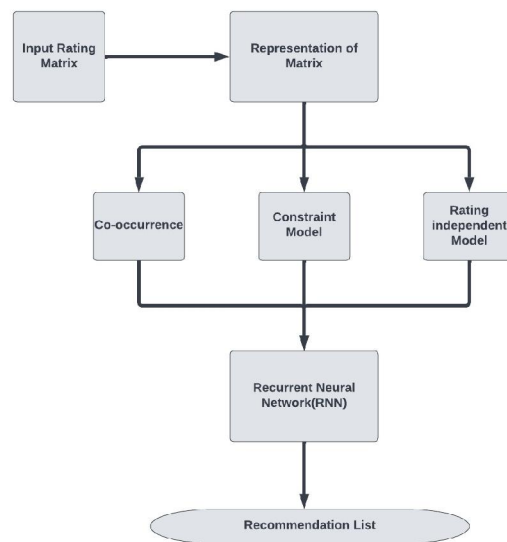 Input Rating
Matrix
Representation of
Matrix
Co-occurrence
Constraint
Model
Rating
independent
Model
Recurrent Neural
Network(RNN)
Recommendation List